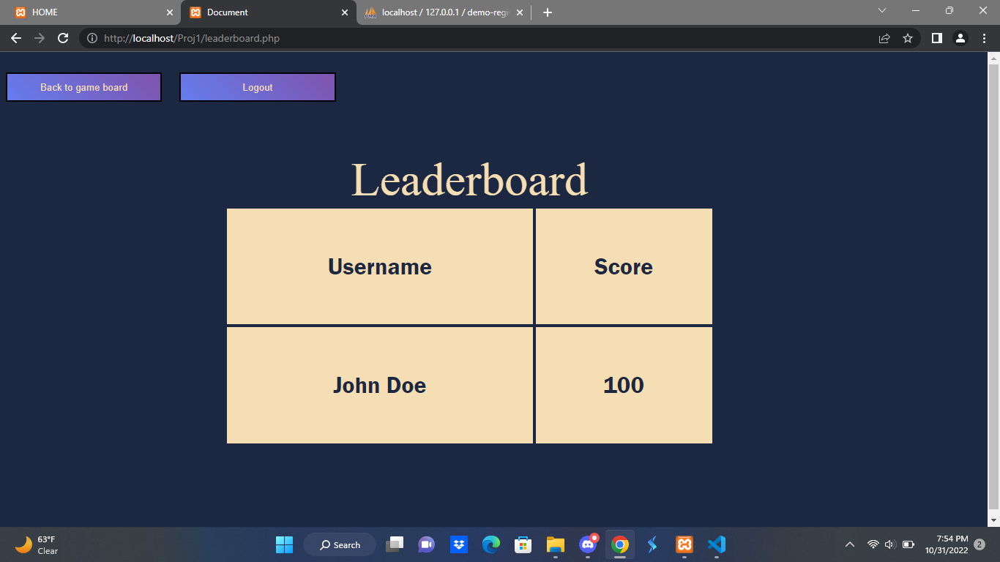 HOME
Document
localhost / 127.0.0.1 / demo-regi
http://localhost/Proj1/leaderboard.php
Back to game board
Logout
Leaderboard
Username
Score
John Doe
100
63°F
Clear
Search
7:54 PM
10/31/2022
2